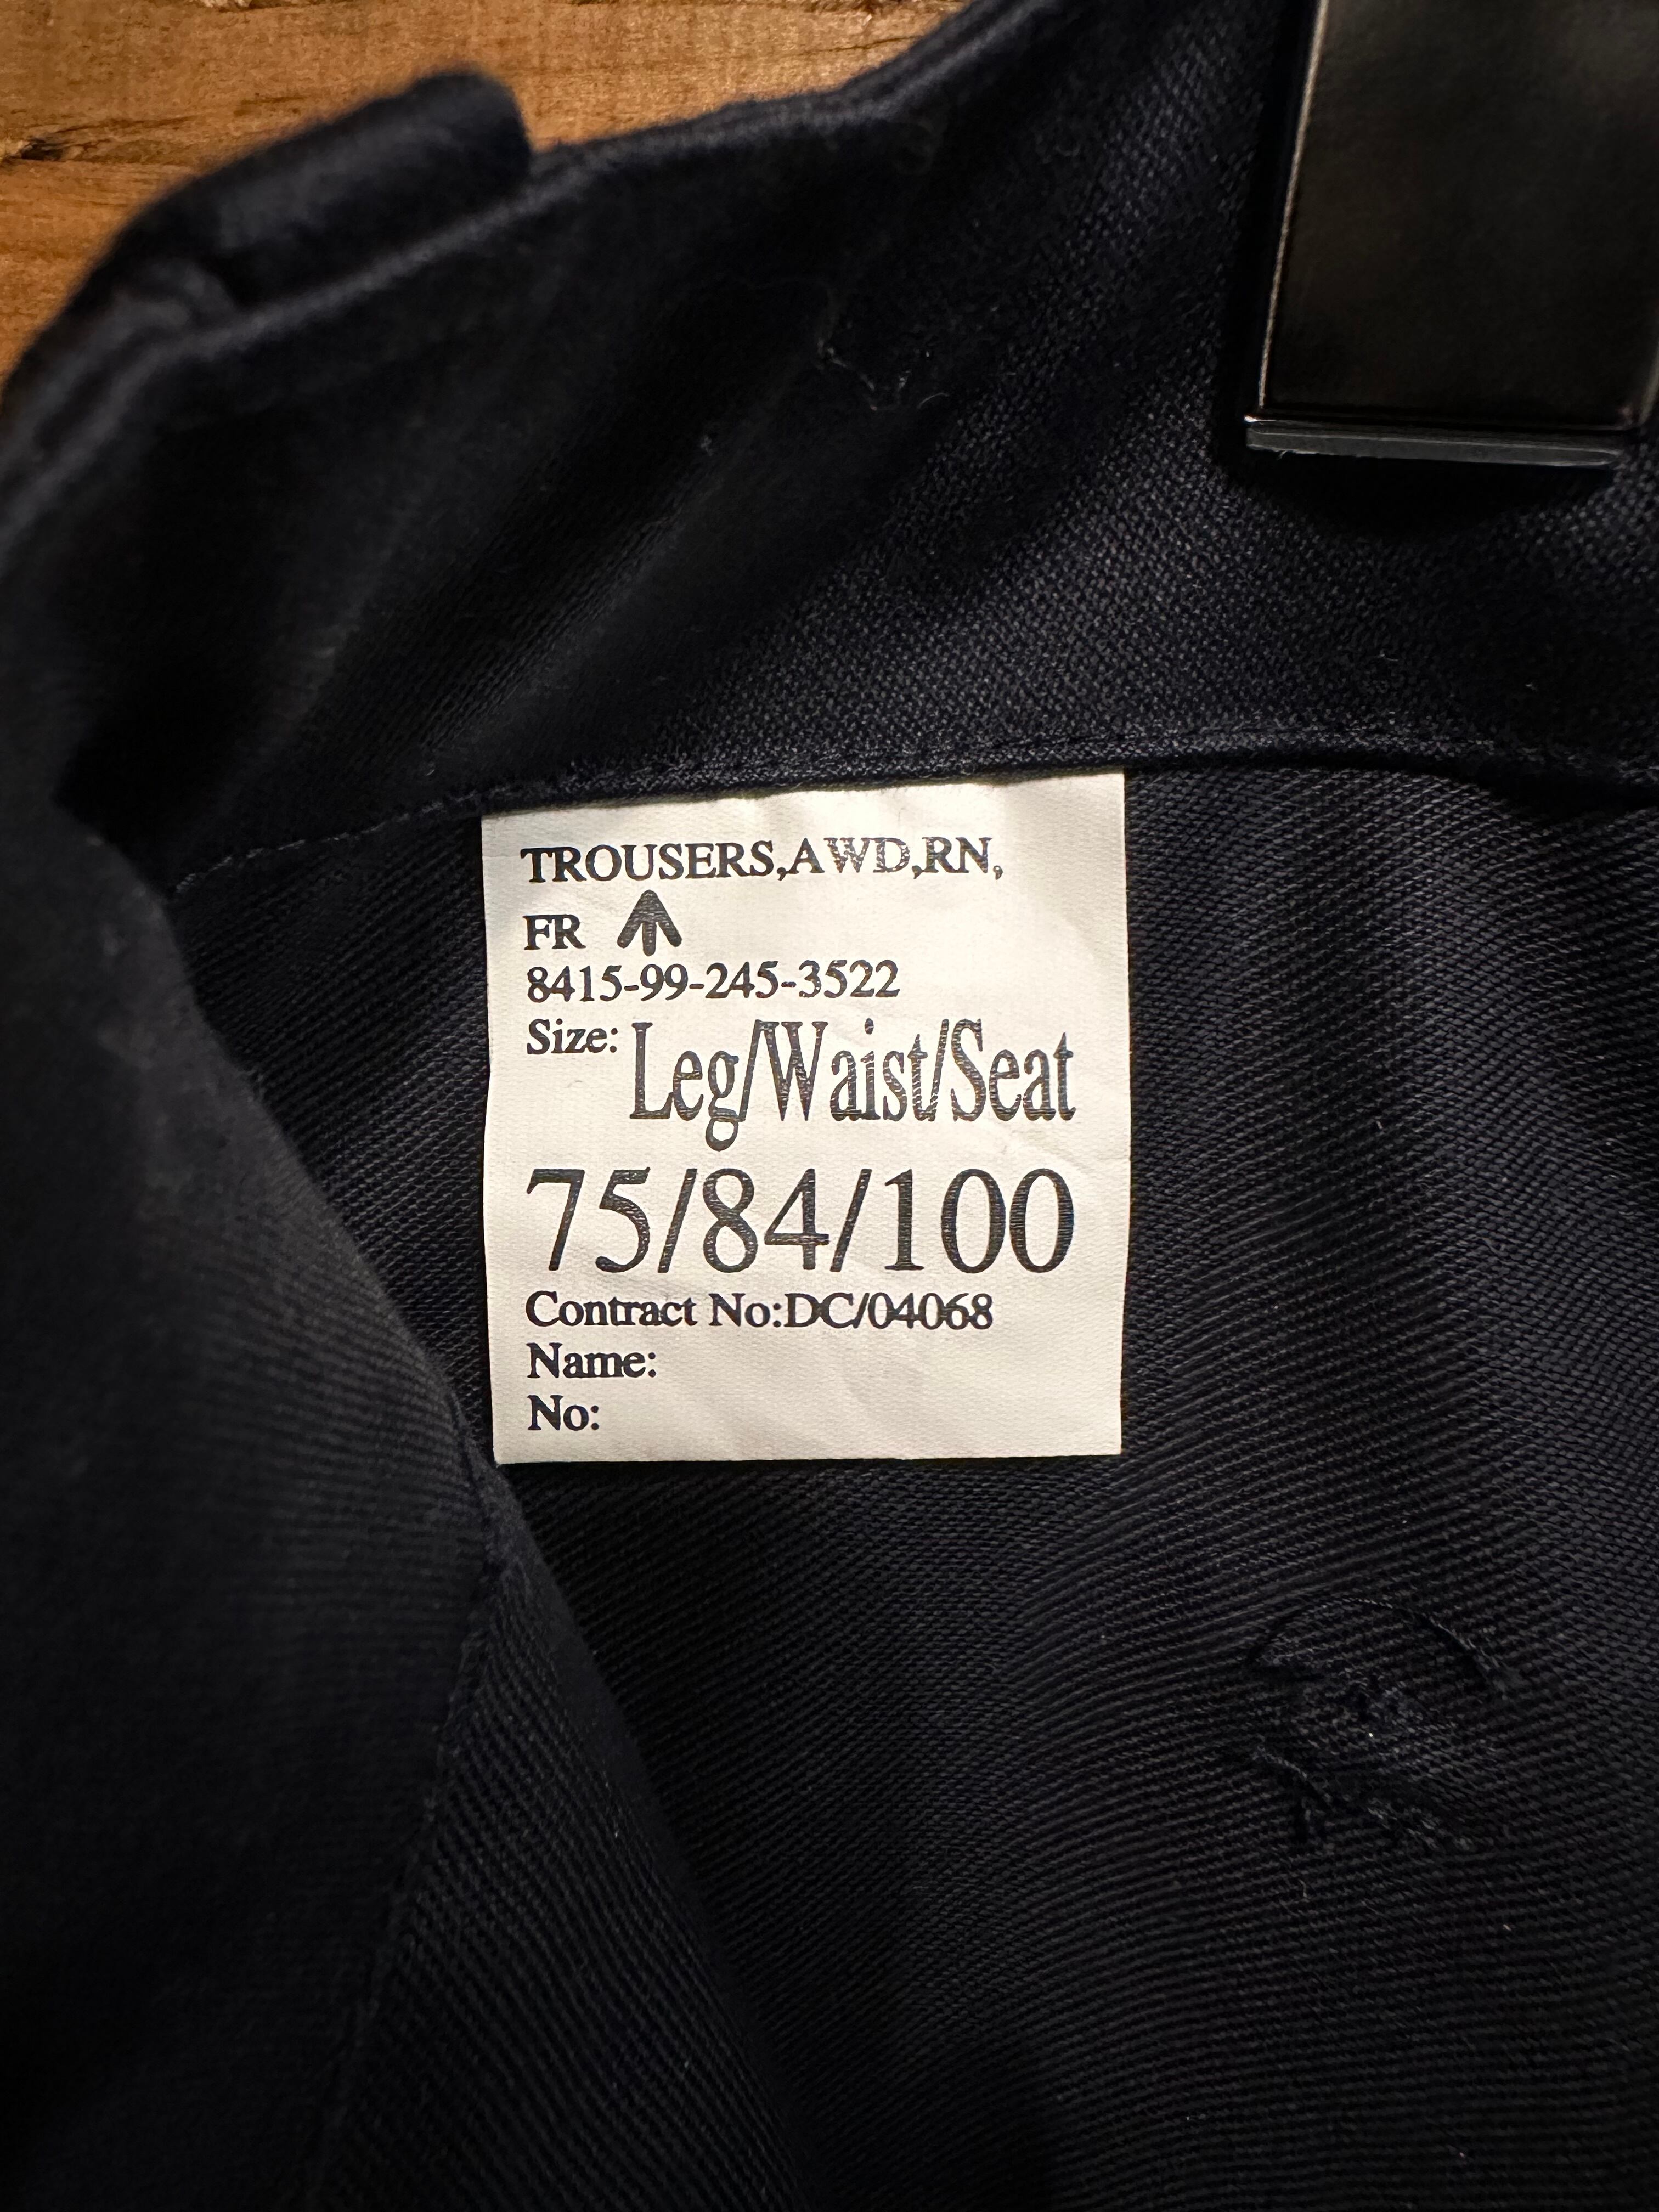 TROUSERS,AWD,RN,
FR
8415-99-245-3522
Size: Leg/Waist/Seat
75/84/100
Contract No:DC/04068
Name:
No: